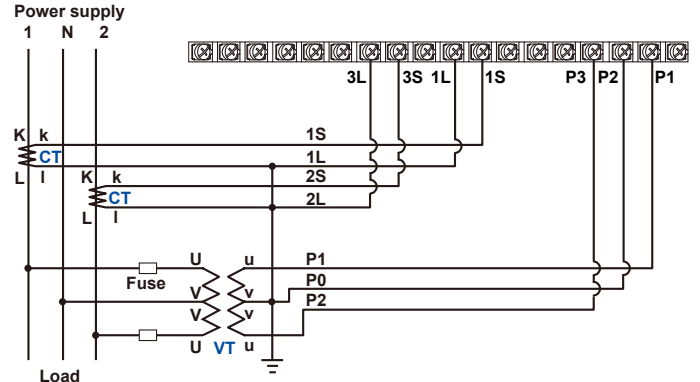 Power supply
1 N 2
3L 3S 1L 1S P3 P2 P1
K k 1S
CT 1L
L l K k 2S
CT 2L
L l
U u P1
Fuse P0
V v
V v P2
U VT u
Load